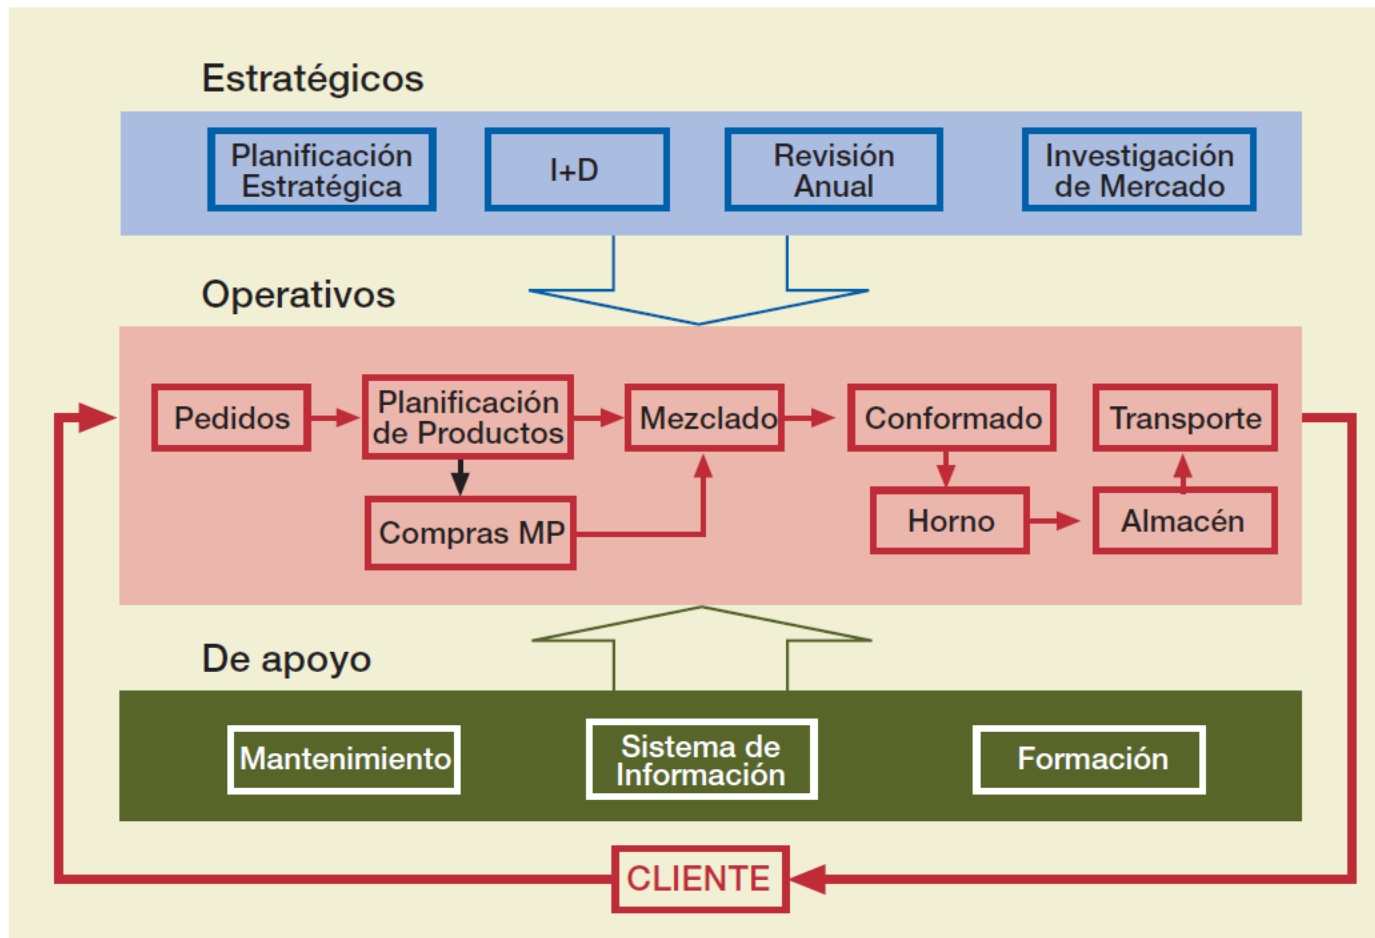 Estratégicos
Planificación
Estratégica
I+D
Revisión
Anual
Investigación
de Mercado
Operativos
Pedidos
Planificación
de Productos
Mezclado
Conformado
Transporte
Compras MP
Horno
Almacén
De apoyo
Mantenimiento
Sistema de
Información
Formación
CLIENTE